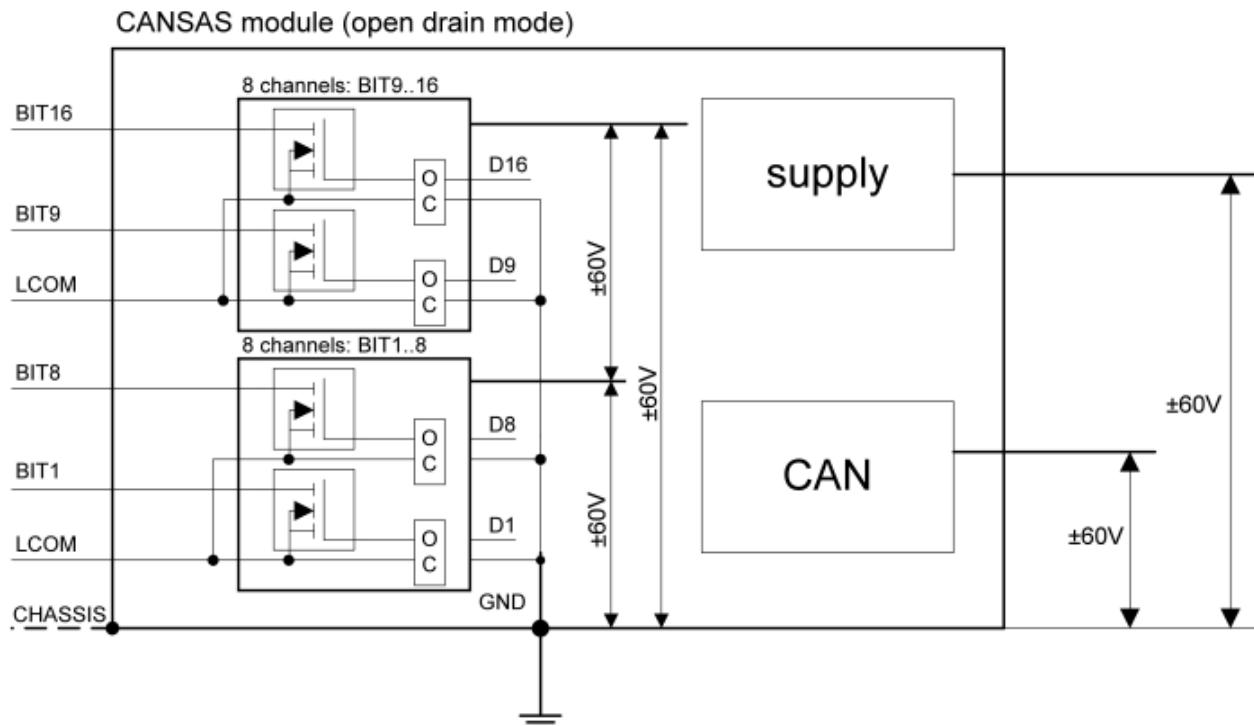 CANSAS module (open drain mode)
8 channels: BIT9..16
BIT16
D16
O
C
supply
BIT9
D9
O
C
LCOM
±60V
±60V
±60V
8 channels: BIT1..8
BIT8
D8
O
C
CAN
BIT1
D1
O
C
±60V
±60V
LCOM
GND
CHASSIS